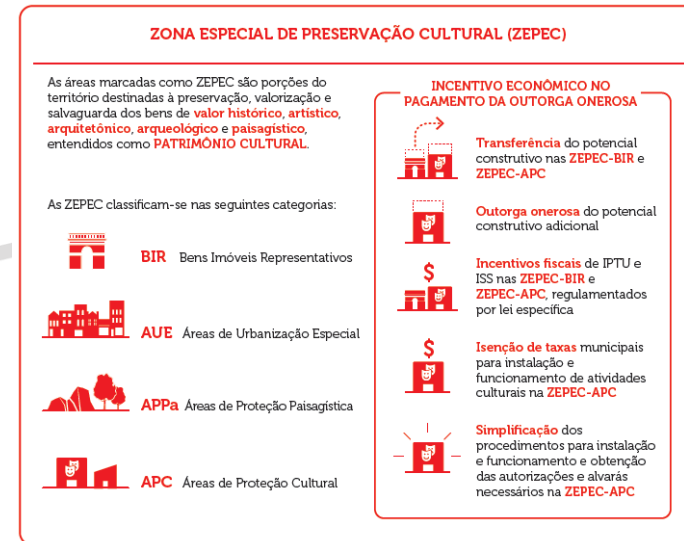 ZONA ESPECIAL DE PRESERVAÇÃO CULTURAL (ZEPEC)
As áreas marcadas como ZEPEC são porções do
território destinadas à preservação, valorização e
salvaguarda dos bens de valor histórico, artístico,
arquitetônico, arqueológico e paisagístico,
entendidos como PATRIMÔNIO CULTURAL.
As ZEPEC classificam-se nas seguintes categorias:
BIR Bens Imóveis Representativos
AUE Áreas de Urbanização Especial
APPa Áreas de Proteção Paisagística
APC Áreas de Proteção Cultural
INCENTIVO ECONÔMICO NO
PAGAMENTO DA OUTORGA ONEROSA
Transferência do potencial
construtivo nas ZEPEC-BIR e
ZEPEC-APC
Outorga onerosa do potencial
construtivo adicional
$
Incentivos fiscais de IPTU e
ISS nas ZEPEC-BIR e
ZEPEC-APC, regulamentados
por lei específica
$
Isenção de taxas municipais
para instalação e
funcionamento de atividades
culturais na ZEPEC-APC
Simplificação dos
procedimentos para instalação
e funcionamento e obtenção
das autorizações e alvarás
necessários na ZEPEC-APC